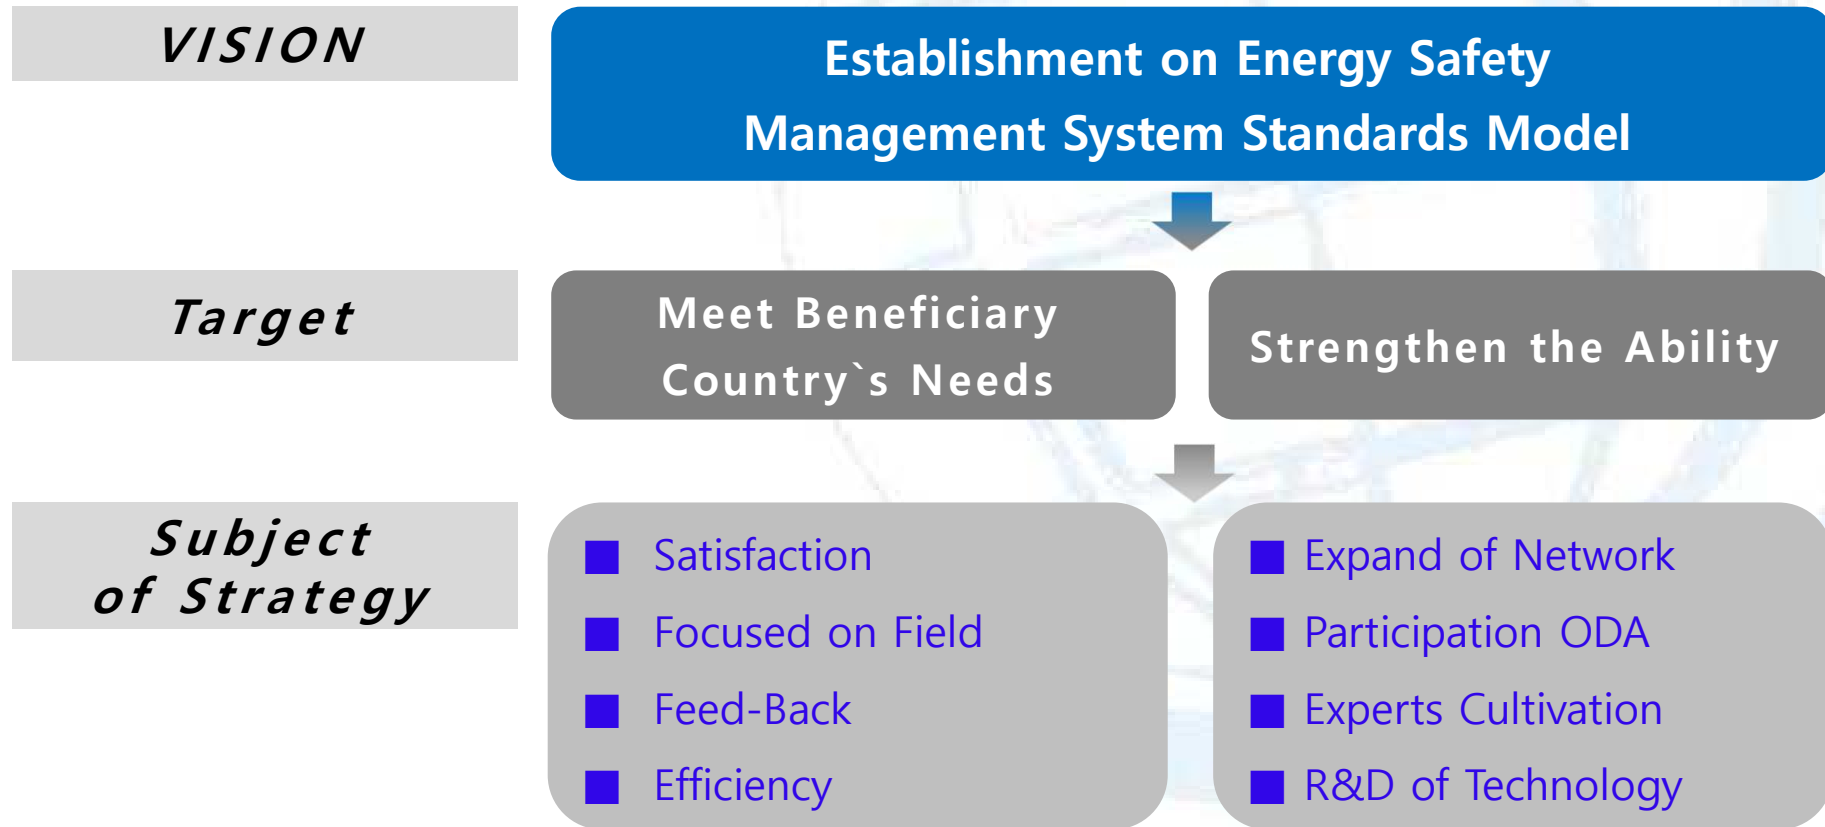 VISION
Establishment on Energy Safety
Management System Standards Model
Target
Meet Beneficiary
Country`s Needs
Strengthen the Ability
Subject
of Strategy
■ Satisfaction
■ Focused on Field
■ Feed-Back
■ Efficiency
■ Expand of Network
■ Participation ODA
■ Experts Cultivation
■ R&D of Technology